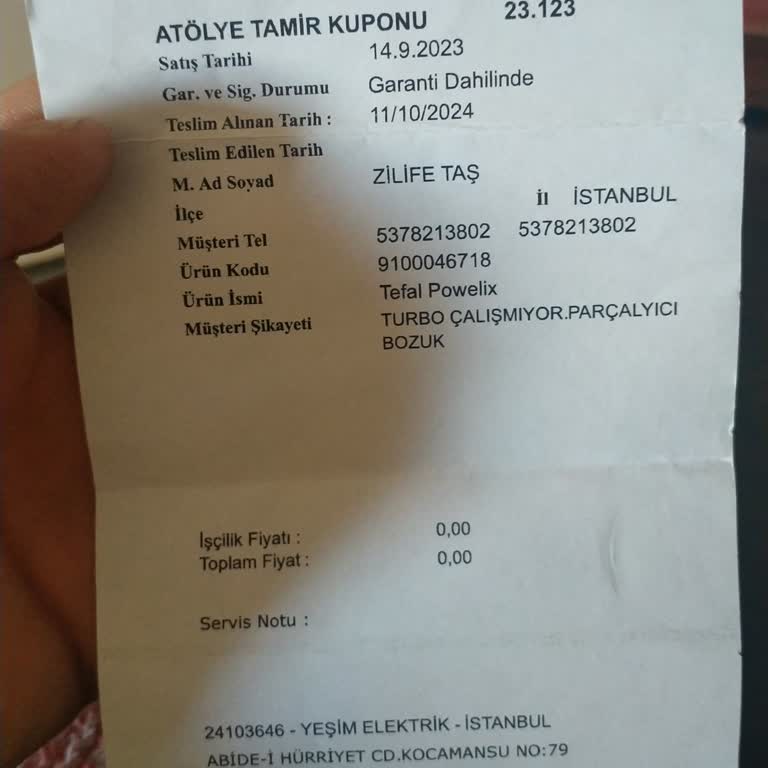 ATÖLYE TAMİR KUPONU 23.123
Satış Tarihi 14.9.2023
Gar. ve Sig. Durumu Garanti Dahilinde
Teslim Alınan Tarih : 11/10/2024
Teslim Edilen Tarih
M. Ad Soyad ZİLİFE TAŞ
İlçe İl İSTANBUL
Müşteri Tel 5378213802 5378213802
Ürün Kodu 9100046718
Ürün İsmi Tefal Powelix
Müşteri Şikayeti TURBO ÇALIŞMIYOR.PARÇALYICI
BOZUK
İşçilik Fiyatı : 0,00
Toplam Fiyat : 0,00
Servis Notu :
24103646 - YEŞİM ELEKTRİK - İSTANBUL
ABİDE-İ HÜRRİYET CD.KOCAMANSU NO:79